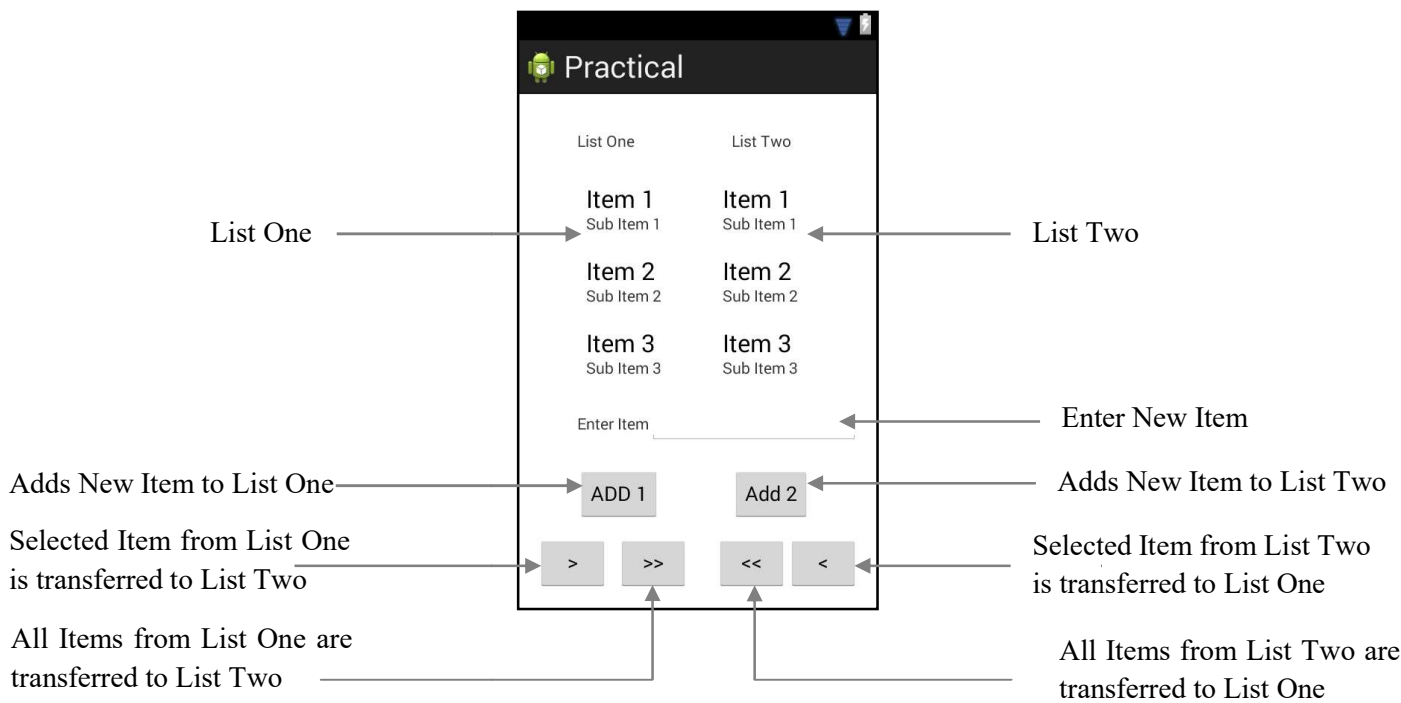 Practical
List One List Two
Item 1 Item 1
Sub Item 1 Sub Item 1
List One
List Two
Item 2 Item 2
Sub Item 2 Sub Item 2
Item 3 Item 3
Sub Item 3 Sub Item 3
Enter Item
Enter New Item
Adds New Item to List One
ADD 1 Add 2
Adds New Item to List Two
Selected Item from List One
is transferred to List Two
> >> << <
Selected Item from List Two
is transferred to List One
All Items from List One are
transferred to List Two
All Items from List Two are
transferred to List One